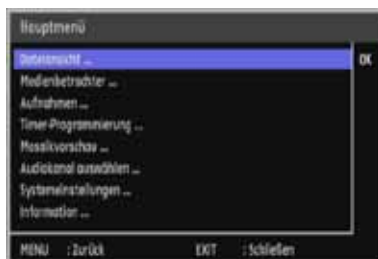 Hauptmenü
Dateiansicht ...
OK
Medienbetrachter ...
Aufnahmen ...
Timer-Programmierung ...
Mosaikvorschau ...
Audiokanal auswählen ...
Systemeinstellungen ...
Information ...
MENU : Zurück EXIT : Schließen